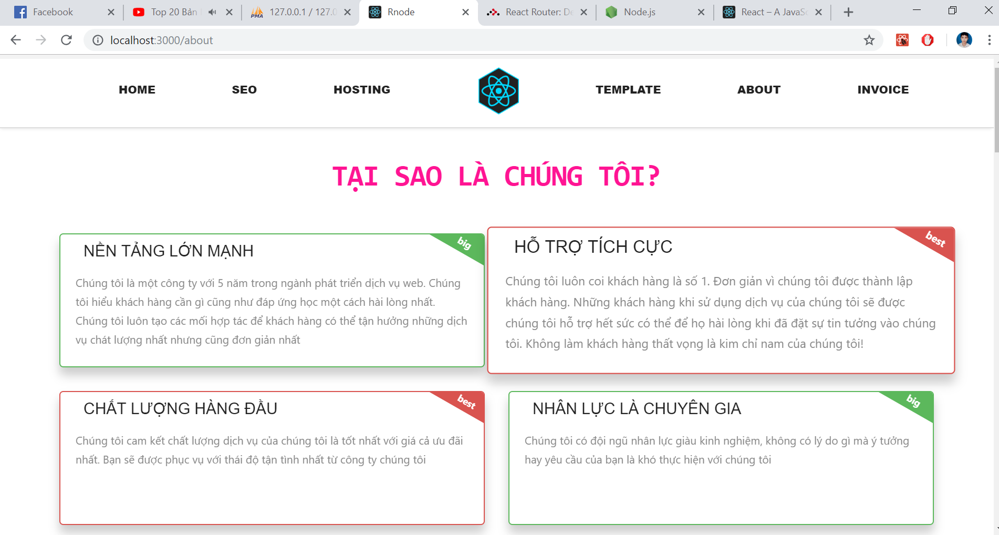 Facebook
Top 20 Bản
127.0.0.1 / 127.0
Rnode
React Router: De
Node.js
React – A JavaSc
PMA
localhost:3000/about
HOME
SEO
HOSTING
TEMPLATE
ABOUT
INVOICE
TẠI SAO LÀ CHÚNG TÔI?
NỀN TẢNG LỚN MẠNH
big
Chúng tôi là một công ty với 5 năm trong ngành phát triển dịch vụ web. Chúng
tôi hiểu khách hàng cần gì cũng như đáp ứng học một cách hài lòng nhất.
Chúng tôi luôn tạo các mối hợp tác để khách hàng có thể tận hưởng những dịch
vụ chát lượng nhất nhưng cũng đơn giản nhất
HỖ TRỢ TÍCH CỰC
best
Chúng tôi luôn coi khách hàng là số 1. Đơn giản vì chúng tôi được thành lập
khách hàng. Những khách hàng khi sử dụng dịch vụ của chúng tôi sẽ được
chúng tôi hỗ trợ hết sức có thể để họ hài lòng khi đã đặt sự tin tưởng vào chúng
tôi. Không làm khách hàng thất vọng là kim chỉ nam của chúng tôi!
CHẤT LƯỢNG HÀNG ĐẦU
best
Chúng tôi cam kết chất lượng dịch vụ của chúng tôi là tốt nhất với giá cả ưu đãi
nhất. Bạn sẽ được phục vụ với thái độ tận tình nhất từ công ty chúng tôi
NHÂN LỰC LÀ CHUYÊN GIA
big
Chúng tôi có đội ngũ nhân lực giàu kinh nghiệm, không có lý do gì mà ý tưởng
hay yêu cầu của bạn là khó thực hiện với chúng tôi